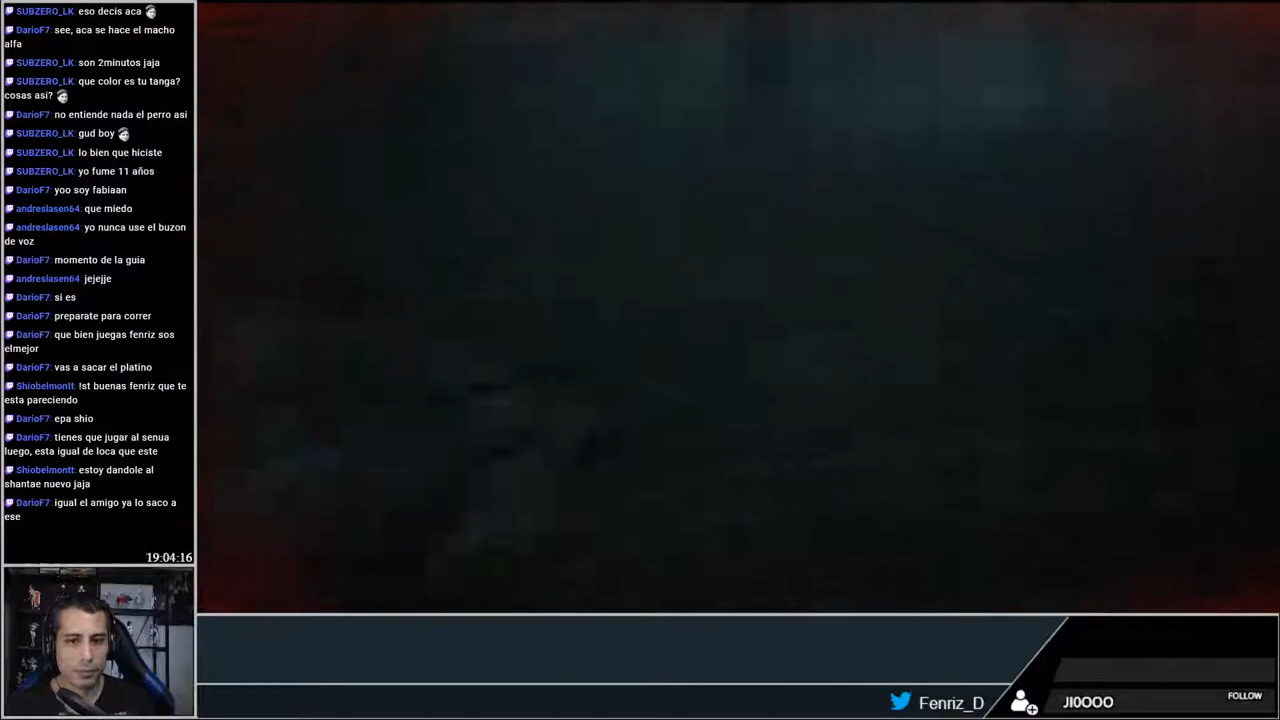 SUBZERO_LK: eso decis aca
DarioF7: see, aca se hace el macho
alfa
SUBZERO_LK: son 2minutos jaja
SUBZERO_LK: que color es tu tanga?
cosas asi?
DarioF7: no entiende nada el perro asi
SUBZERO_LK: gud boy
SUBZERO_LK: lo bien que hiciste
SUBZERO_LK: yo fume 11 años
DarioF7: yoo soy fabiaan
andreslasen64: que miedo
andreslasen64: yo nunca use el buzon
de voz
DarioF7: momento de la guia
andreslasen64: jejejje
DarioF7: si es
DarioF7: preparate para correr
DarioF7: que bien juegas fenriz sos
elmejor
DarioF7: vas a sacar el platino
Shiobelmontt: !st buenas fenriz que te
esta pareciendo
DarioF7: epa shio
DarioF7: tienes que jugar al senua
luego, esta igual de loca que este
Shiobelmontt: estoy dandole al
shantae nuevo jaja
DarioF7: igual el amigo ya lo saco a
ese
19:04:16
Fenriz_D
JI0OOO
FOLLOW